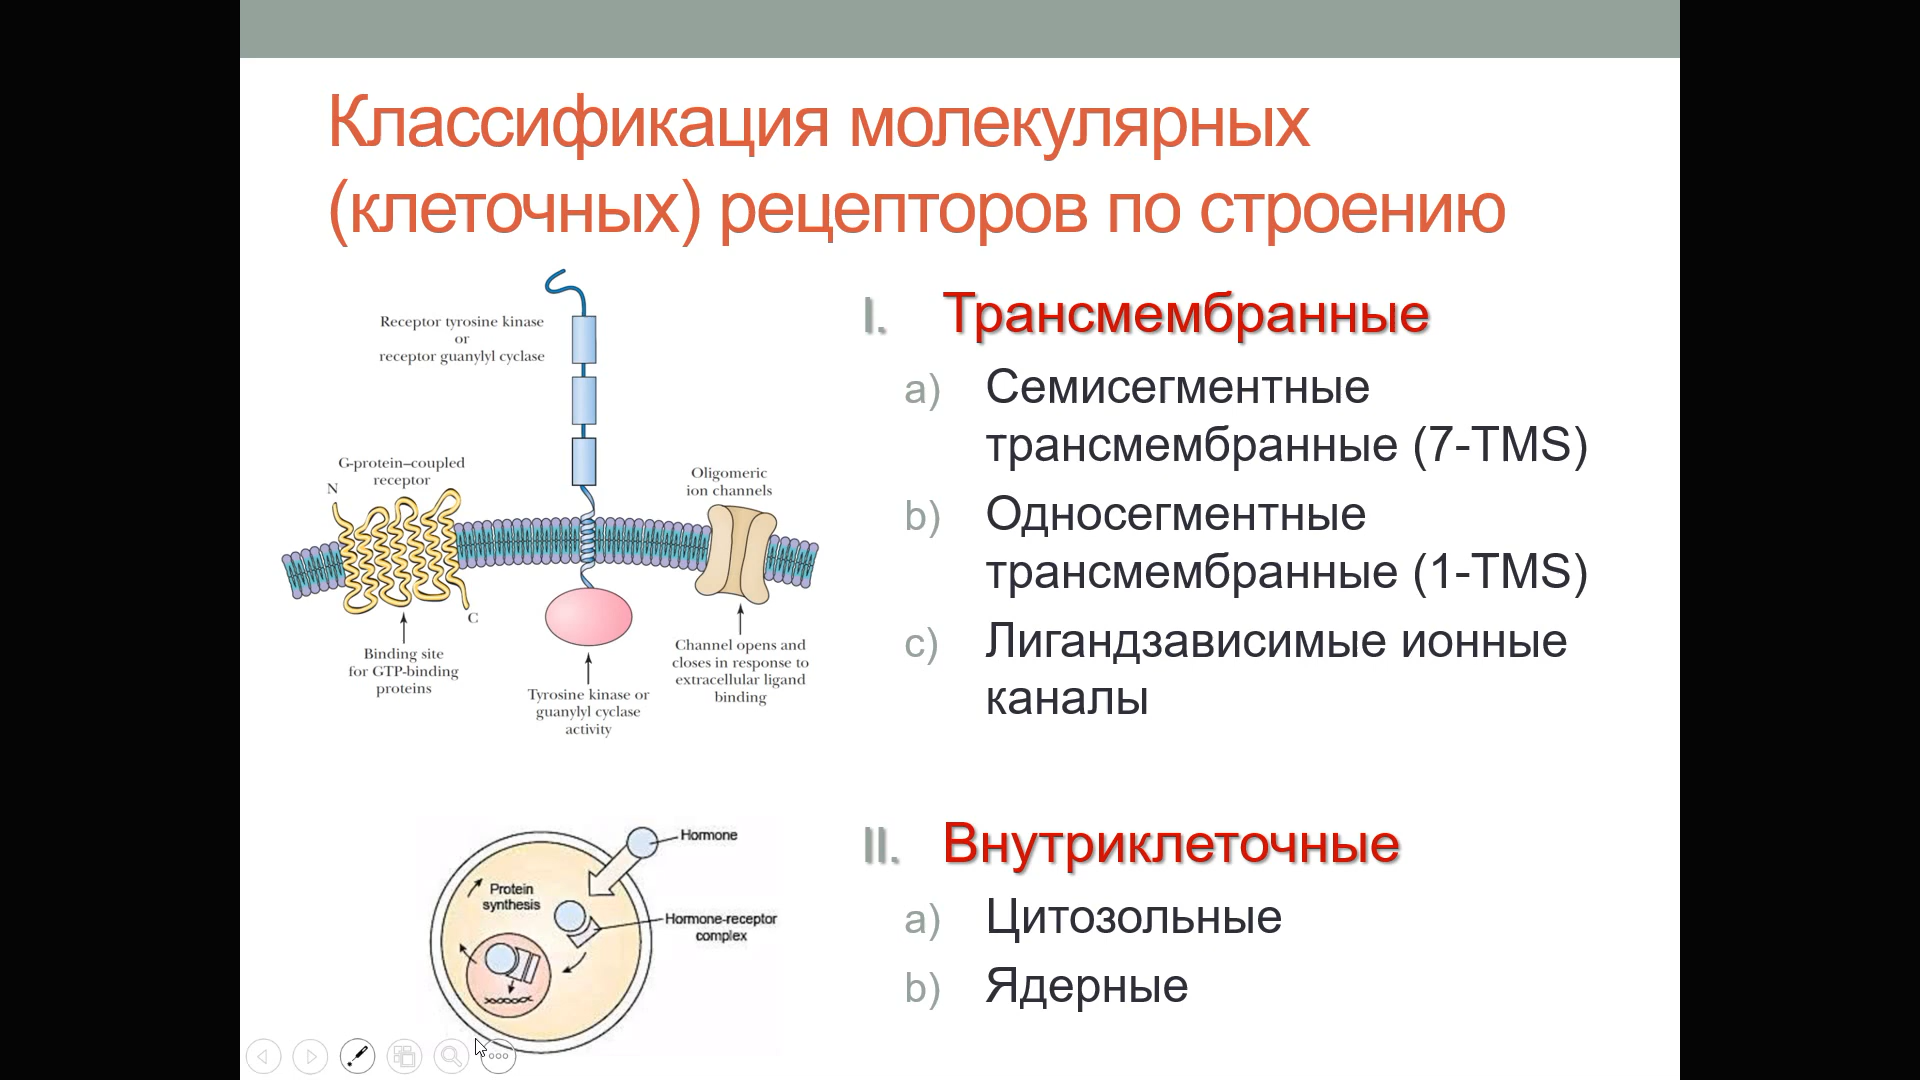 Классификация молекулярных
(клеточных) рецепторов по строению
Receptor tyrosine kinase
or
receptor guanylyl cyclase
G-protein–coupled
receptor
N
C
Oligomeric
ion channels
Binding site
for GTP-binding
proteins
Tyrosine kinase or
guanylyl cyclase
activity
Channel opens and
closes in response to
extracellular ligand
binding
I. Трансмембранные
a) Семисегментные
трансмембранные (7-TMS)
b) Односегментные
трансмембранные (1-TMS)
c) Лигандзависимые ионные
каналы
Hormone
Protein
synthesis
Hormone-receptor
complex
II. Внутриклеточные
a) Цитозольные
b) Ядерные